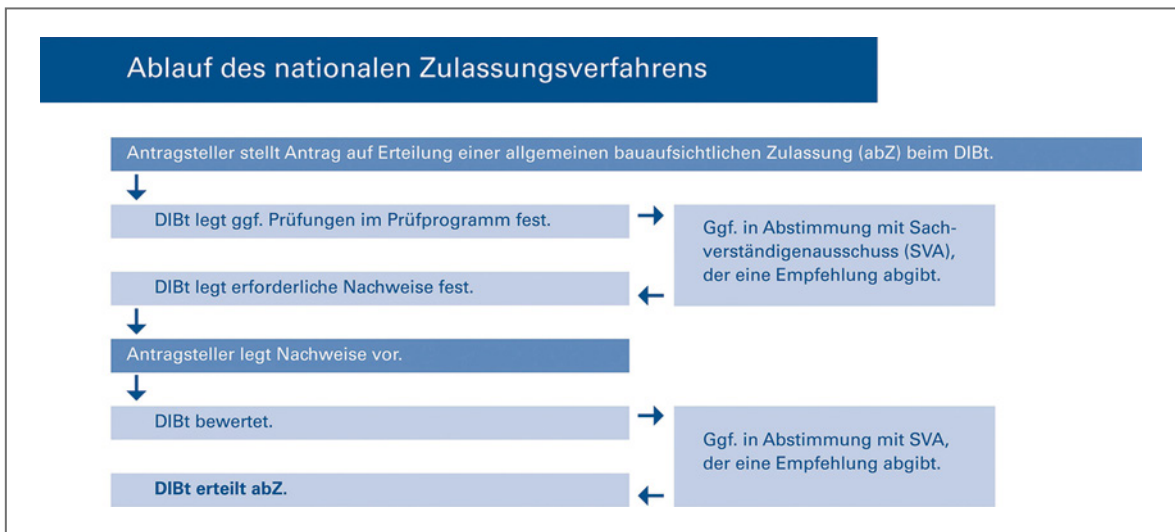 Ablauf des nationalen Zulassungsverfahrens
Antragsteller stellt Antrag auf Erteilung einer allgemeinen bauaufsichtlichen Zulassung (abZ) beim DIBt.
DIBt legt ggf. Prüfungen im Prüfprogramm fest.
Ggf. in Abstimmung mit Sach-
verständigenausschuss (SVA),
der eine Empfehlung abgibt.
DIBt legt erforderliche Nachweise fest.
Antragsteller legt Nachweise vor.
DIBt bewertet.
Ggf. in Abstimmung mit SVA,
der eine Empfehlung abgibt.
DIBt erteilt abZ.